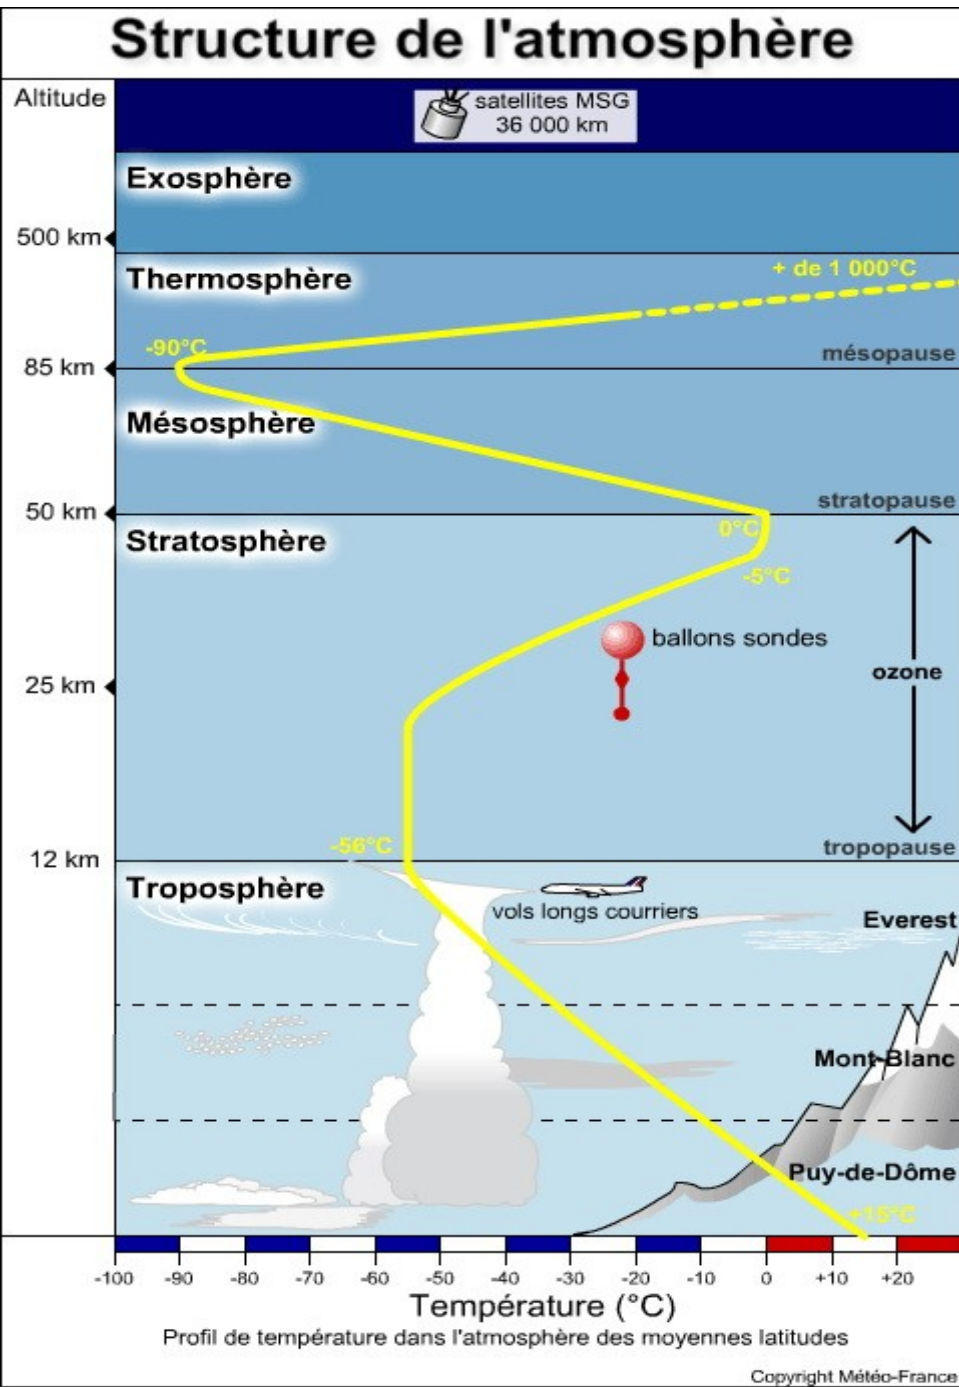 Structure de l'atmosphère
Altitude
satellites MSG
36 000 km
Exosphère
500 km
Thermosphère
+ de 1 000°C
-90°C
mésopause
85 km
Mésosphère
stratopause
50 km
0°C
Stratosphère
-5°C
ballons sondes
ozone
25 km
-56°C
tropopause
12 km
Troposphère
vols longs courriers
Everest
Mont-Blanc
Puy-de-Dôme
+15°C
-100 -90 -80 -70 -60 -50 -40 -30 -20 -10 0 +10 +20
Température (°C)
Profil de température dans l'atmosphère des moyennes latitudes
Copyright Météo-France